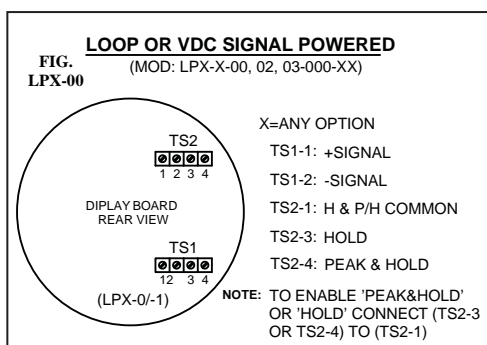 LOOP OR VDC SIGNAL POWERED
FIG.
LPX-00
(MOD: LPX-X-00, 02, 03-000-XX)
X=ANY OPTION
TS2
1 2 3 4
DIPLAY BOARD
REAR VIEW
TS1
12 3 4
(LPX-0/-1)
TS1-1: +SIGNAL
TS1-2: -SIGNAL
TS2-1: H & P/H COMMON
TS2-3: HOLD
TS2-4: PEAK & HOLD
NOTE: TO ENABLE 'PEAK&HOLD'
OR 'HOLD' CONNECT (TS2-3
OR TS2-4) TO (TS2-1)